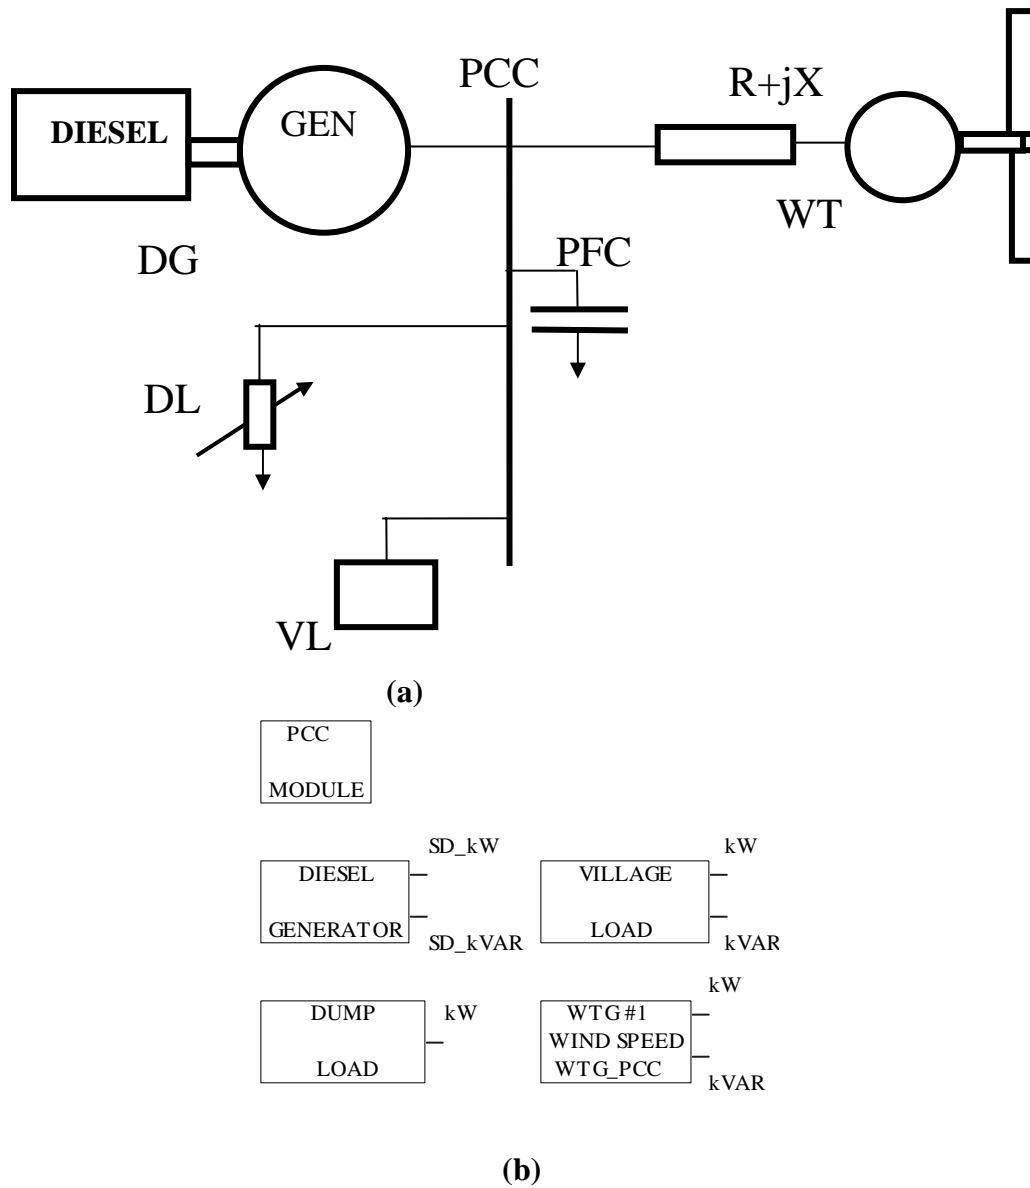 PCC
R+jX
DIESEL
GEN
WT
DG
PFC
DL
VL
(a)
PCC
MODULE
SD_kW
kW
DIESEL
VILLAGE
GENERATOR
LOAD
SD_kVAR
kVAR
kW
DUMP
kW
WTG #1
WIND SPEED
LOAD
WTG_PCC
kVAR
(b)